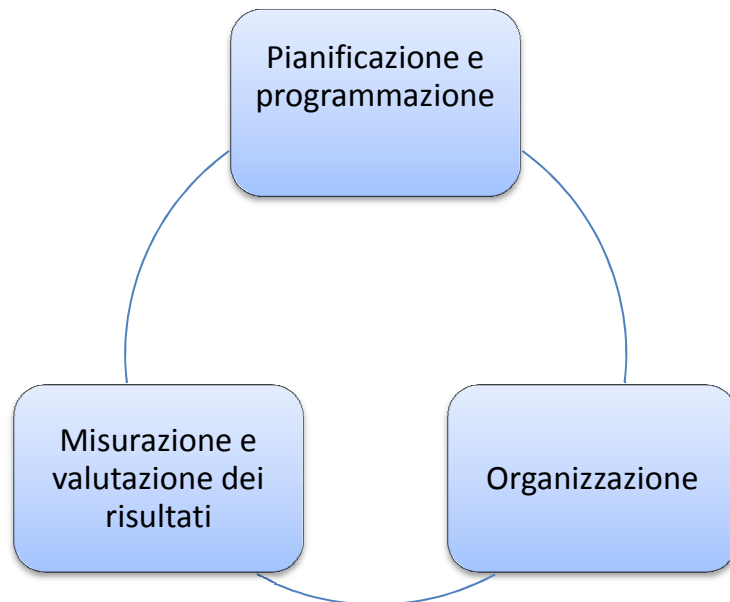 Pianificazione e
programmazione
Misurazione e
valutazione dei
risultati
Organizzazione